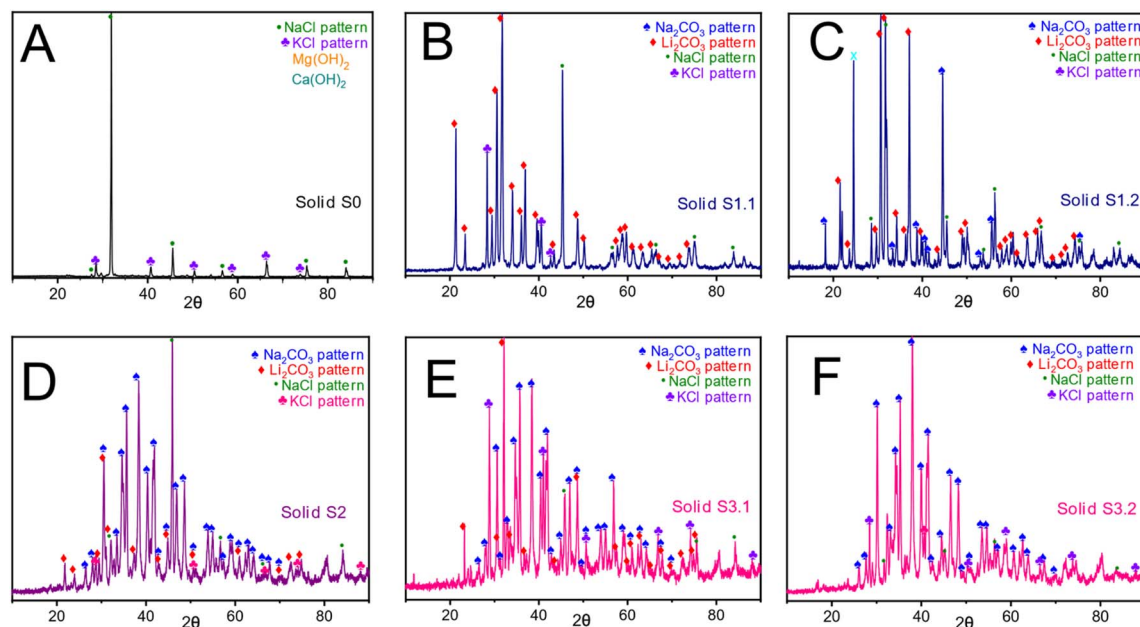 A
• NaCl pattern
♣ KCl pattern
Mg(OH)₂
Ca(OH)₂
Solid S0
20 40 60 80
2θ
B
♠ Na₂CO₃ pattern
♦ Li₂CO₃ pattern
• NaCl pattern
♣ KCl pattern
Solid S1.1
20 40 60 80
2θ
C
x
♠ Na₂CO₃ pattern
♦ Li₂CO₃ pattern
• NaCl pattern
♣ KCl pattern
Solid S1.2
20 40 60 80
2θ
D
♠ Na₂CO₃ pattern
♦ Li₂CO₃ pattern
• NaCl pattern
♣ KCl pattern
Solid S2
20 40 60 80
2θ
E
♠ Na₂CO₃ pattern
♦ Li₂CO₃ pattern
• NaCl pattern
♣ KCl pattern
Solid S3.1
20 40 60 80
2θ
F
♠ Na₂CO₃ pattern
♦ Li₂CO₃ pattern
• NaCl pattern
♣ KCl pattern
Solid S3.2
20 40 60 80
2θ